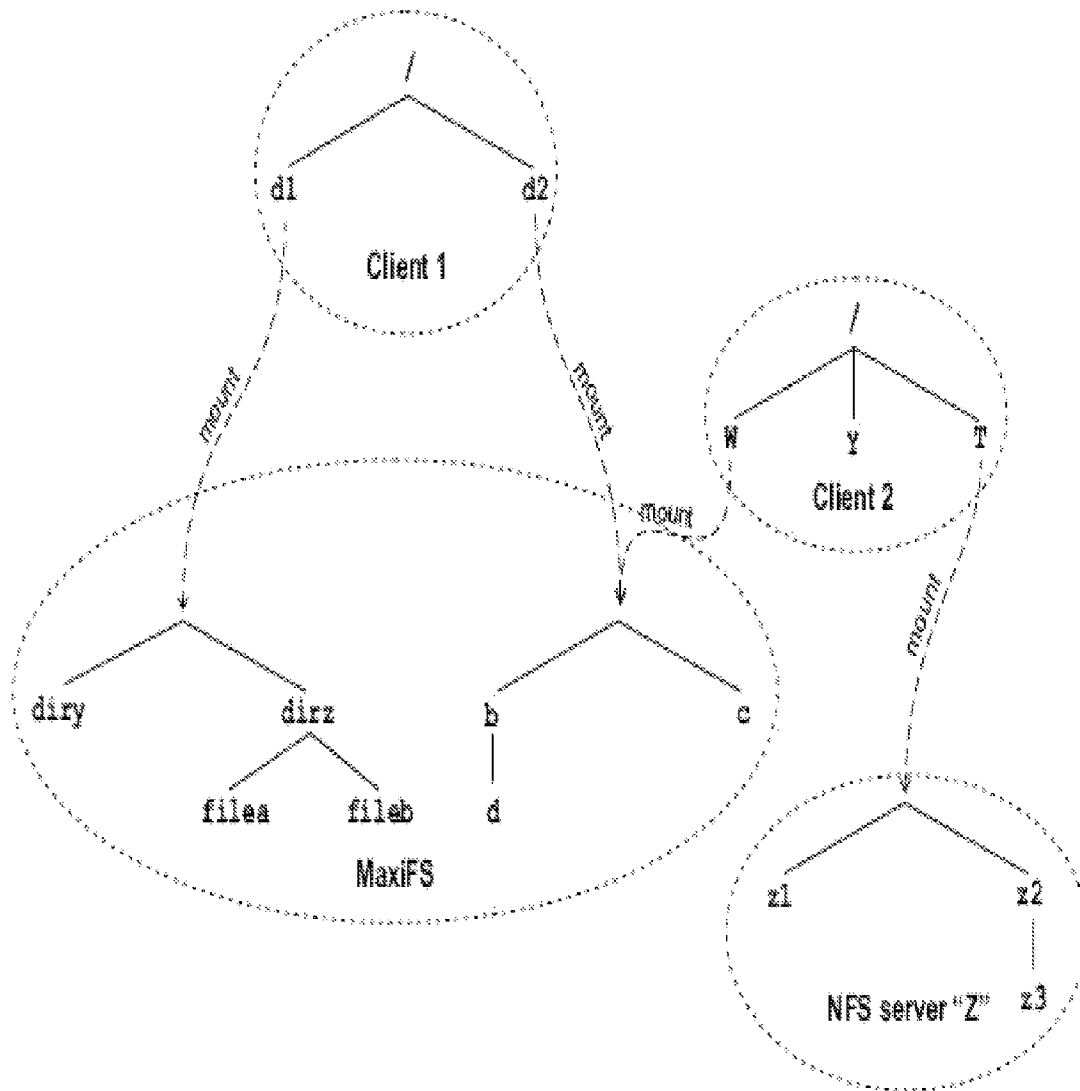 /
d1 d2
Client 1
/
mount mount
W Y T
Client 2
mount
mount
diry dirz b c
filea fileb d
MaxiFS
z1 z2
NFS server "Z" z3